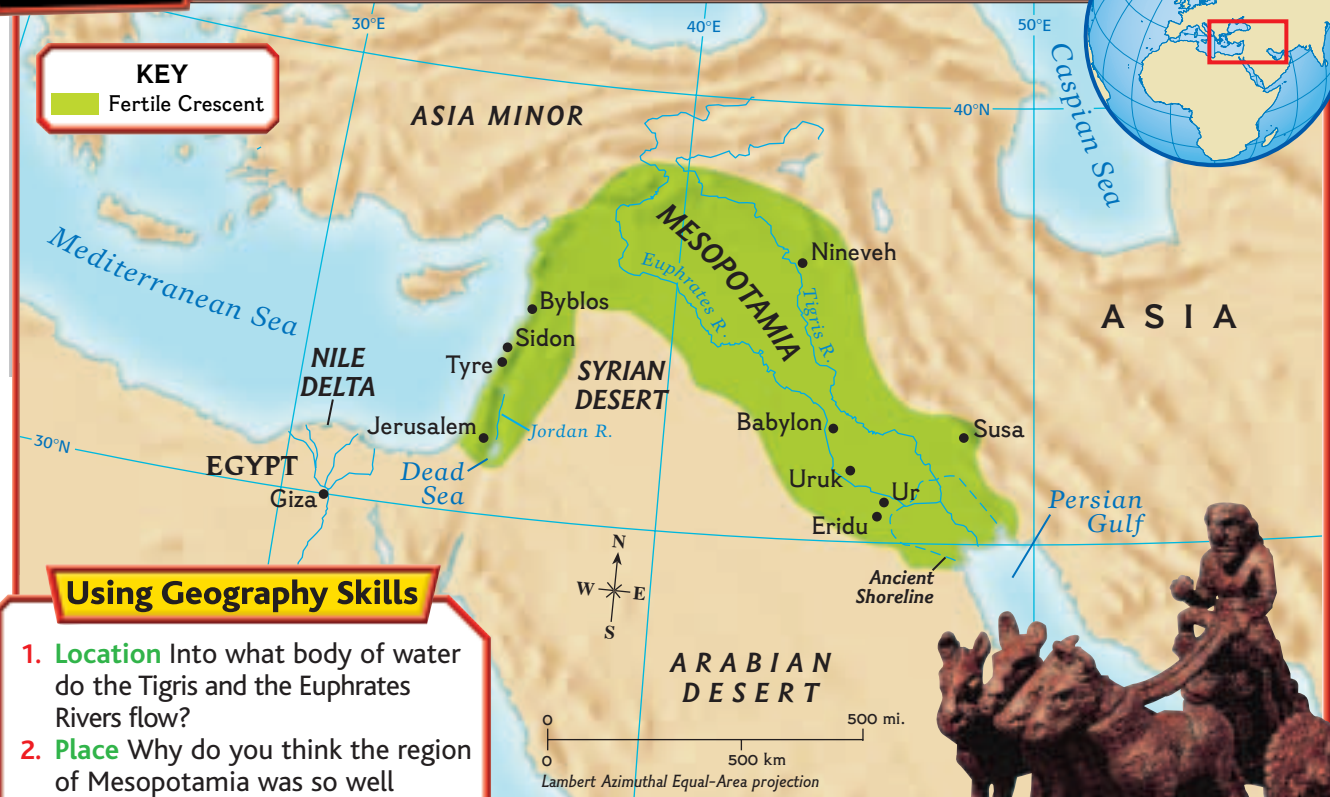 30°E
40°E
50°E
KEY
Fertile Crescent
ASIA MINOR
40°N
Caspian Sea
Mediterranean Sea
MESOPOTAMIA
Nineveh
Euphrates R.
Tigris R.
ASIA
Byblos
Sidon
Tyre
NILE
DELTA
SYRIAN
DESERT
Jerusalem
Jordan R.
Babylon
Susa
30°N
EGYPT
Dead
Sea
Giza
Uruk
Ur
Eridu
Persian
Gulf
N
W
E
S
Ancient
Shoreline
ARABIAN
DESERT
0
500 mi.
0
500 km
Lambert Azimuthal Equal-Area projection
Using Geography Skills
1. Location Into what body of water
do the Tigris and the Euphrates
Rivers flow?
2. Place Why do you think the region
of Mesopotamia was so well